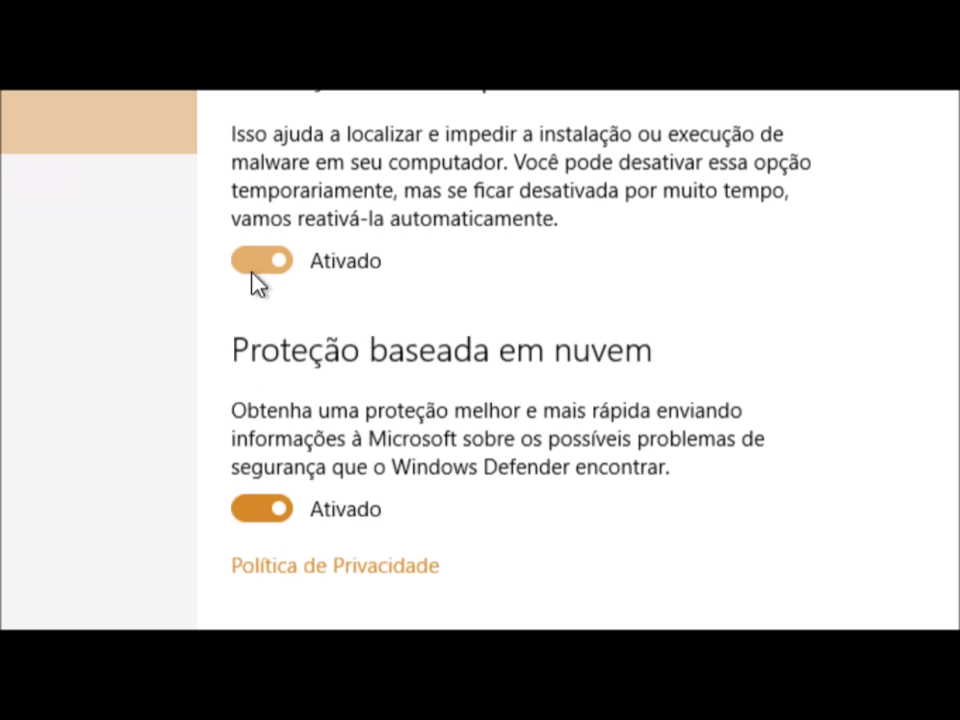 Isso ajuda a localizar e impedir a instalação ou execução de
malware em seu computador. Você pode desativar essa opção
temporariamente, mas se ficar desativada por muito tempo,
vamos reativá-la automaticamente.
Ativado
Proteção baseada em nuvem
Obtenha uma proteção melhor e mais rápida enviando
informações à Microsoft sobre os possíveis problemas de
segurança que o Windows Defender encontrar.
Ativado
Política de Privacidade